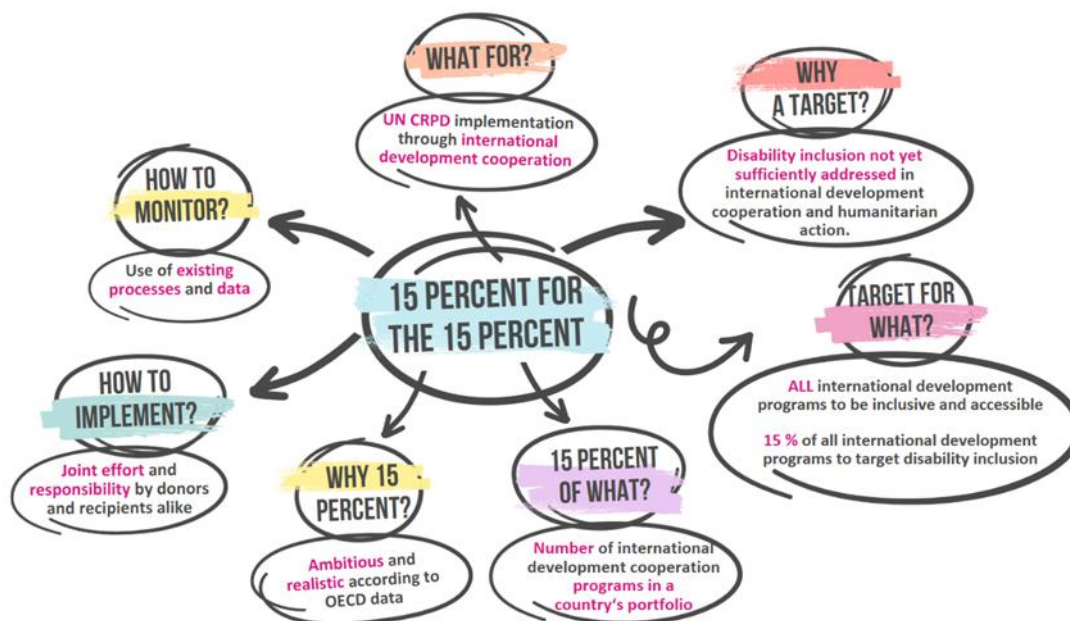 WHAT FOR?
UN CRPD implementation
through international
development cooperation
WHY
A TARGET?
Disability inclusion not yet
sufficiently addressed in
international development
cooperation and humanitarian
action.
HOW TO
MONITOR?
Use of existing
processes and data
15 PERCENT FOR
THE 15 PERCENT
TARGET FOR
WHAT?
ALL international development
programs to be inclusive and accessible
15 % of all international development
programs to target disability inclusion
HOW TO
IMPLEMENT?
Joint effort and
responsibility by donors
and recipients alike
WHY 15
PERCENT?
Ambitious and
realistic according to
OECD data
15 PERCENT
OF WHAT?
Number of international
development cooperation
programs in a
country‘s portfolio